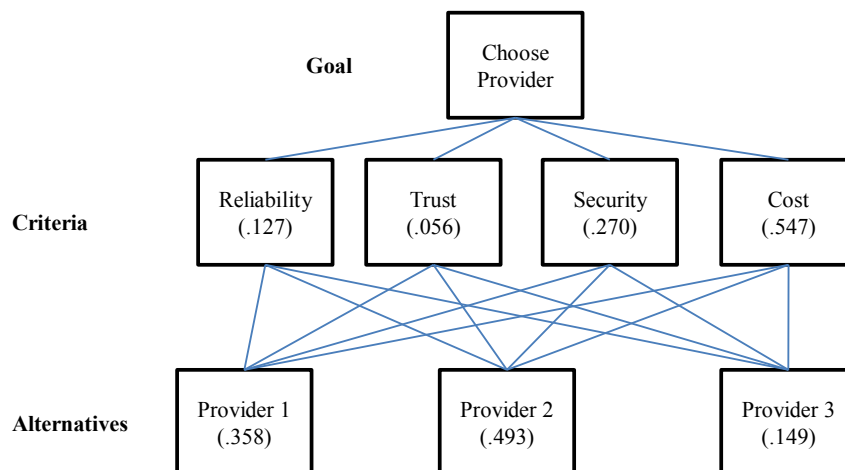 Goal
Choose
Provider
Criteria
Reliability
(.127)
Trust
(.056)
Security
(.270)
Cost
(.547)
Alternatives
Provider 1
(.358)
Provider 2
(.493)
Provider 3
(.149)